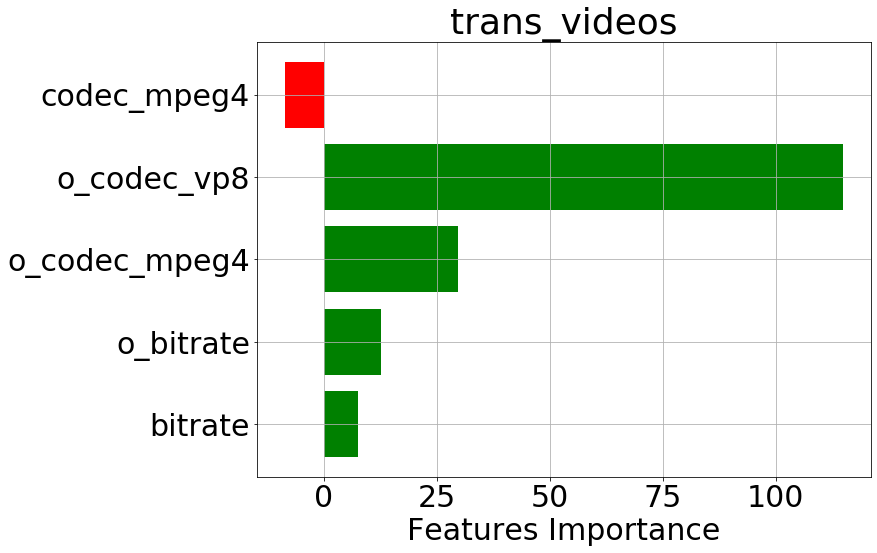 trans_videos
codec_mpeg4
o_codec_vp8
o_codec_mpeg4
o_bitrate
bitrate
0 25 50 75 100
Features Importance